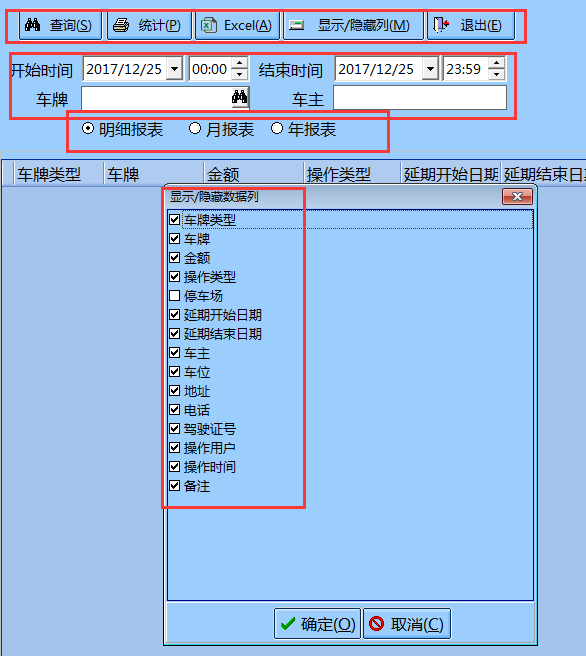 查询(S) 统计(P) Excel(A) 显示/隐藏列(M) 退出(E)
开始时间 2017/12/25 00:00 结束时间 2017/12/25 23:59
车牌 车主
明细报表 月报表 年报表
车牌类型 车牌 金额 操作类型 延期开始日期 延期结束日
显示/隐藏数据列
车牌类型
车牌
金额
操作类型
停车场
延期开始日期
延期结束日期
车主
车位
地址
电话
驾驶证号
操作用户
操作时间
备注
确定(O) 取消(C)